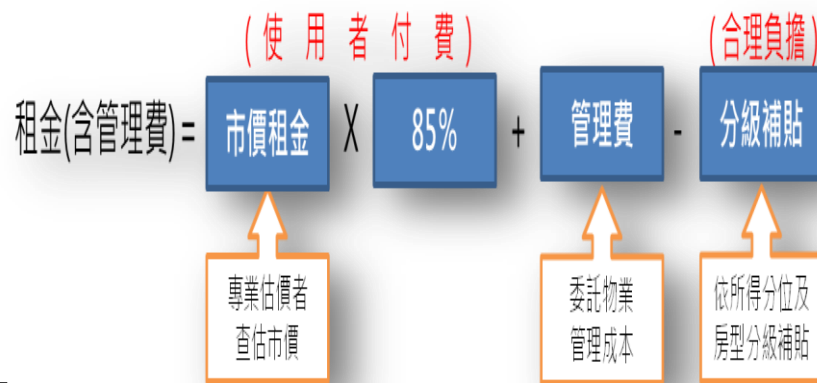 (使用者付費)
(合理負擔)
租金(含管理費)= 市價租金 X 85% + 管理費 - 分級補貼
專業估價者
查估市價
委託物業
管理成本
依所得分位及
房型分級補貼